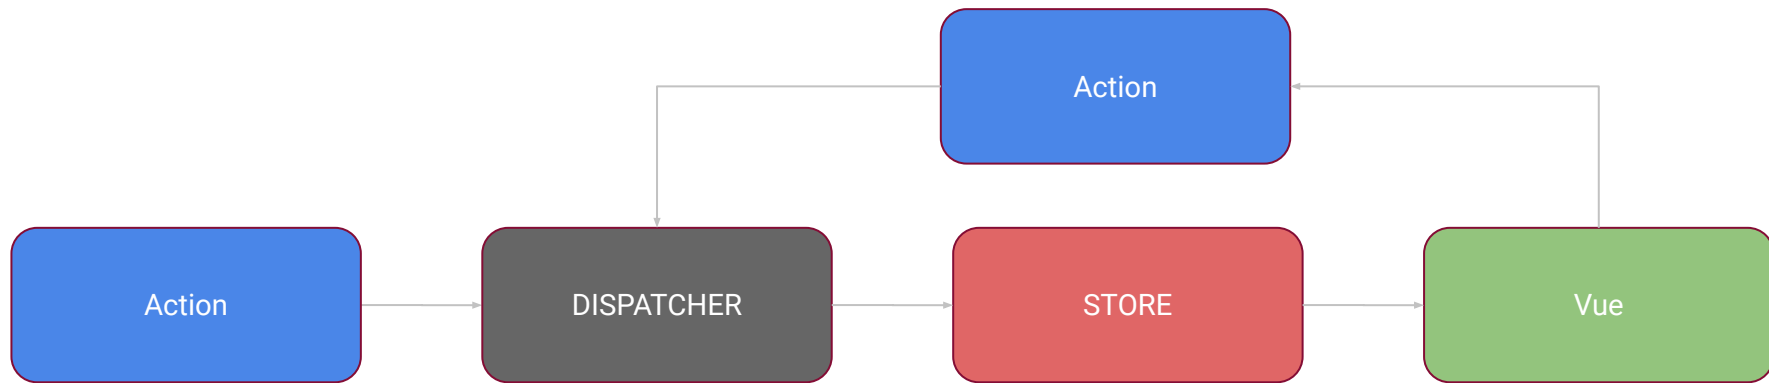 Action
Action
DISPATCHER
STORE
Vue